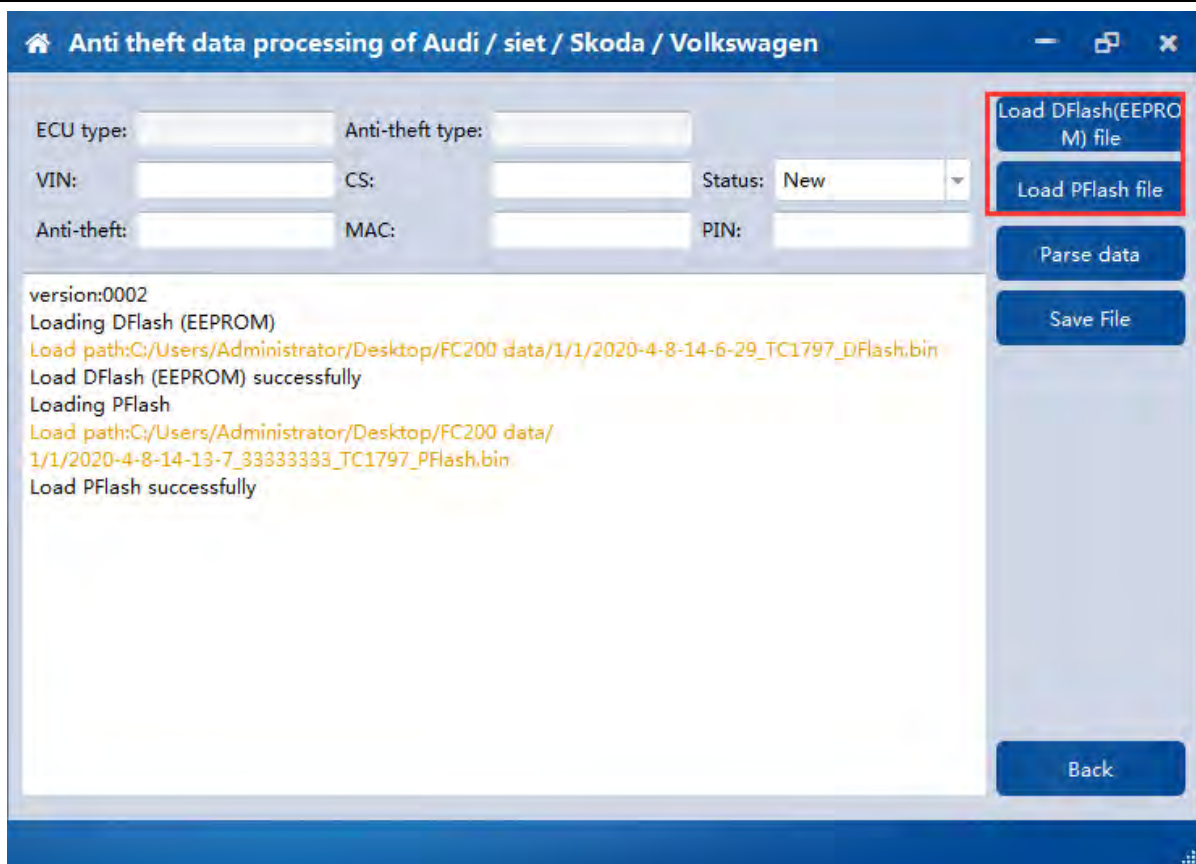 Anti theft data processing of Audi / siet / Skoda / Volkswagen
ECU type:
Anti-theft type:
VIN:
CS:
Status: New
Anti-theft:
MAC:
PIN:
Load DFlash(EEPRO
M) file
Load PFlash file
Parse data
Save File
version:0002
Loading DFlash (EEPROM)
Load path:C:/Users/Administrator/Desktop/FC200 data/1/1/2020-4-8-14-6-29_TC1797_DFlash.bin
Load DFlash (EEPROM) successfully
Loading PFlash
Load path:C:/Users/Administrator/Desktop/FC200 data/
1/1/2020-4-8-14-13-7_33333333_TC1797_PFlash.bin
Load PFlash successfully
Back